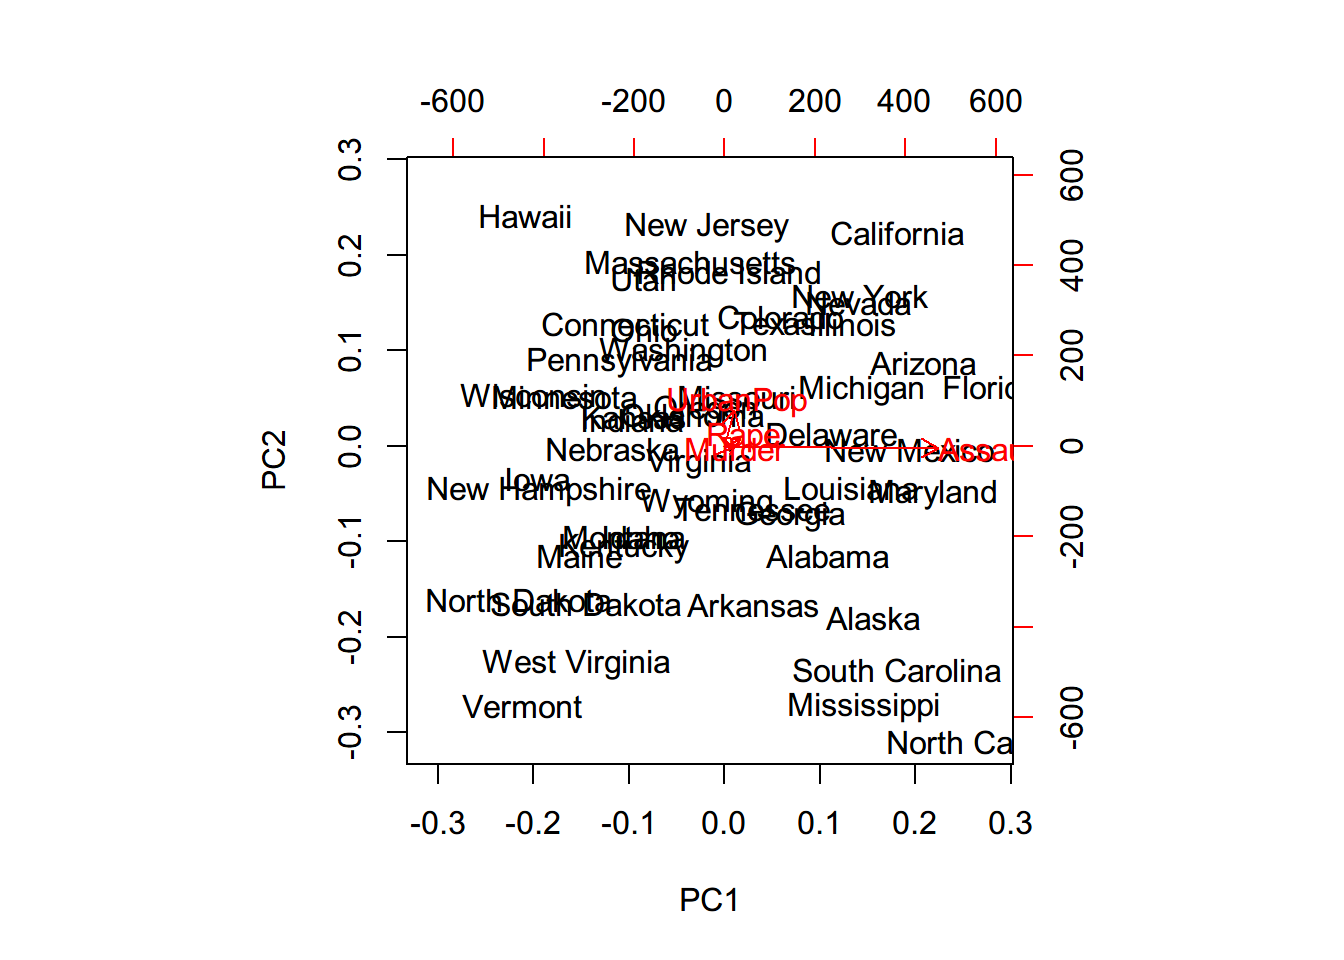 -600 -200 0 200 400 600
0.3
0.2
0.1
0.0
-0.1
-0.2
-0.3
PC2
Hawaii
New Jersey
California
Massachusetts
Rhode Island
Utah
New York
Nevada
Colorado
Texas
Illinois
Connecticut
Ohio
Washington
Pennsylvania
Arizona
Michigan
Floric
Wisconsin
Minnesota
Missouri
UrbanPop
Kansas
Indiana
Rape
Delaware
Nebraska
Murder
New Mexico
Assau
Virginia
Iowa
New Hampshire
Louisiana
Maryland
Wyoming
Tennessee
Georgia
Montana
Idaho
Kentucky
Maine
Alabama
North Dakota
South Dakota
Arkansas
Alaska
West Virginia
South Carolina
Vermont
Mississippi
North Ca
600
400
200
0
-200
-600
-0.3 -0.2 -0.1 0.0 0.1 0.2 0.3
PC1